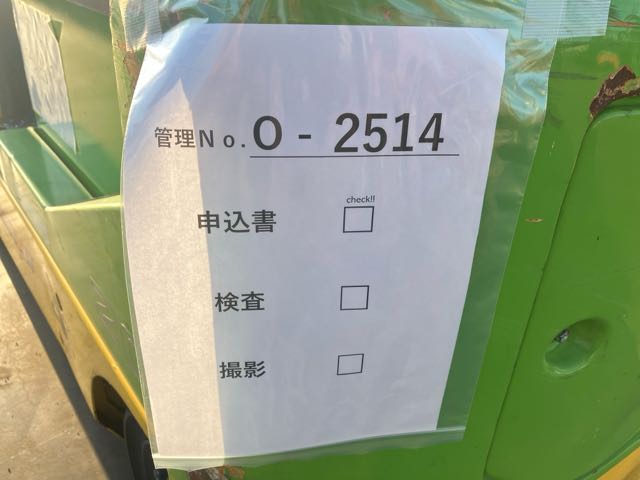 管理No. O - 2514
check!!
申込書 □
検査 □
撮影 □